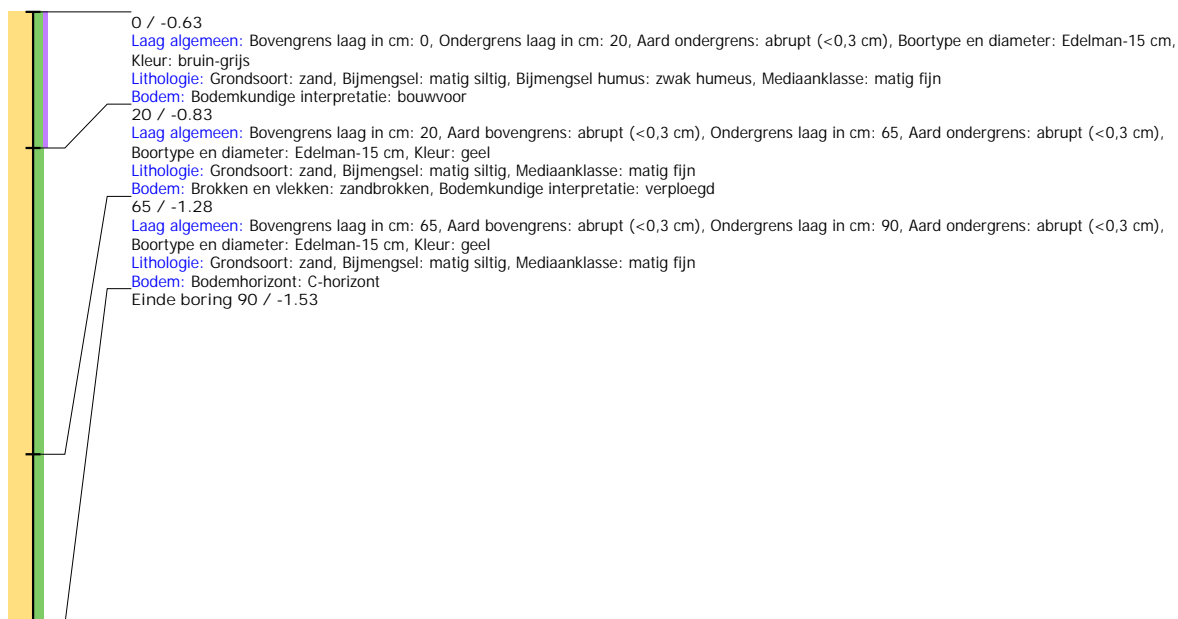 0 / -0.63
Laag algemeen: Bovengrens laag in cm: 0, Ondergrens laag in cm: 20, Aard ondergrens: abrupt (<0,3 cm), Boortype en diameter: Edelman-15 cm,
Kleur: bruin-grijs
Lithologie: Grondsoort: zand, Bijmengsel: matig siltig, Bijmengsel humus: zwak humeus, Mediaanklasse: matig fijn
Bodem: Bodemkundige interpretatie: bouwvoor
20 / -0.83
Laag algemeen: Bovengrens laag in cm: 20, Aard bovengrens: abrupt (<0,3 cm), Ondergrens laag in cm: 65, Aard ondergrens: abrupt (<0,3 cm),
Boortype en diameter: Edelman-15 cm, Kleur: geel
Lithologie: Grondsoort: zand, Bijmengsel: matig siltig, Mediaanklasse: matig fijn
Bodem: Brokken en vlekken: zandbrokken, Bodemkundige interpretatie: verploegd
65 / -1.28
Laag algemeen: Bovengrens laag in cm: 65, Aard bovengrens: abrupt (<0,3 cm), Ondergrens laag in cm: 90, Aard ondergrens: abrupt (<0,3 cm),
Boortype en diameter: Edelman-15 cm, Kleur: geel
Lithologie: Grondsoort: zand, Bijmengsel: matig siltig, Mediaanklasse: matig fijn
Bodem: Bodemhorizont: C-horizont
Einde boring 90 / -1.53